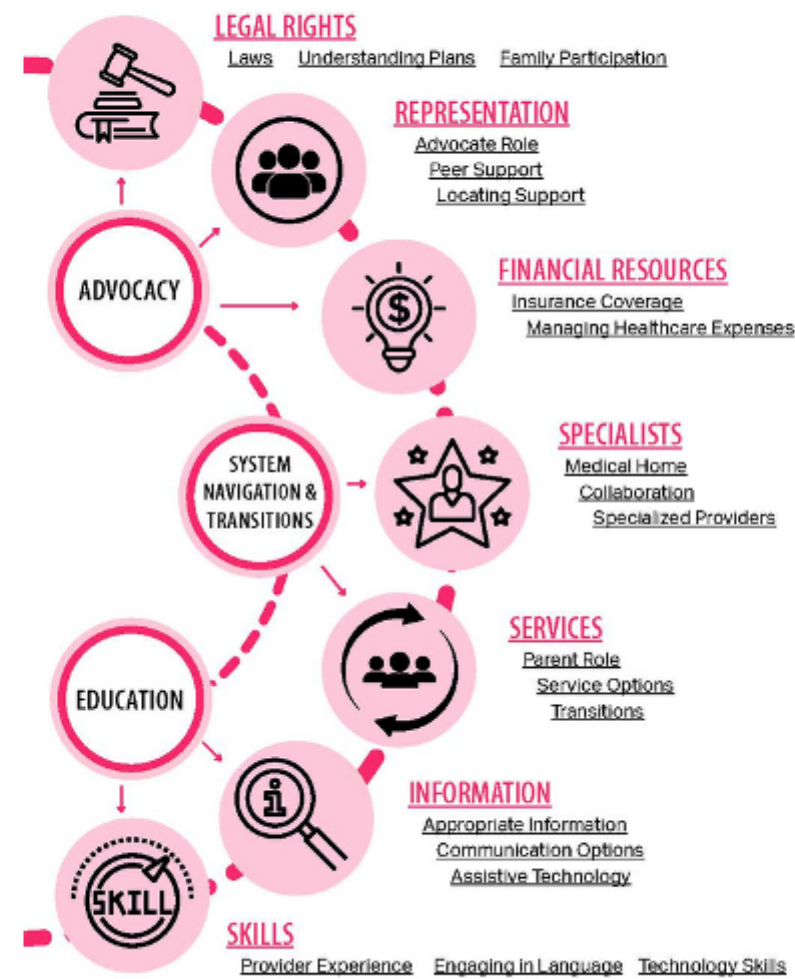 LEGAL RIGHTS
Laws Understanding Plans Family Participation
REPRESENTATION
Advocate Role
Peer Support
Locating Support
ADVOCACY
$
FINANCIAL RESOURCES
Insurance Coverage
Managing Healthcare Expenses
SYSTEM
NAVIGATION &
TRANSITIONS
SPECIALISTS
Medical Home
Collaboration
Specialized Providers
SERVICES
Parent Role
Service Options
Transitions
EDUCATION
i
INFORMATION
Appropriate Information
Communication Options
Assistive Technology
SKILL
SKILLS
Provider Experience Engaging in Language Technology Skills